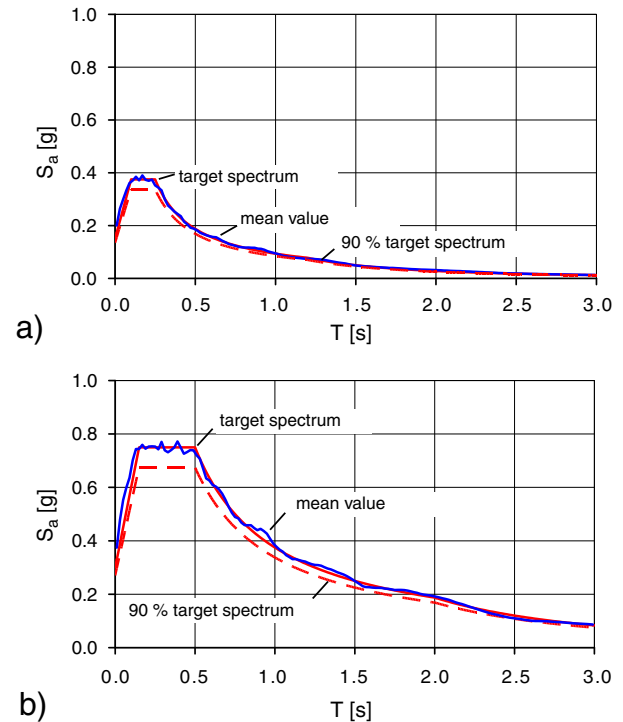 1.0
0.8
0.6
0.4
0.2
0.0
Sa [g]
target spectrum
mean value
90 % target spectrum
0.0 0.5 1.0 1.5 2.0 2.5 3.0
T [s]
a)
1.0
0.8
0.6
0.4
0.2
0.0
Sa [g]
target spectrum
mean value
90 % target spectrum
0.0 0.5 1.0 1.5 2.0 2.5 3.0
T [s]
b)